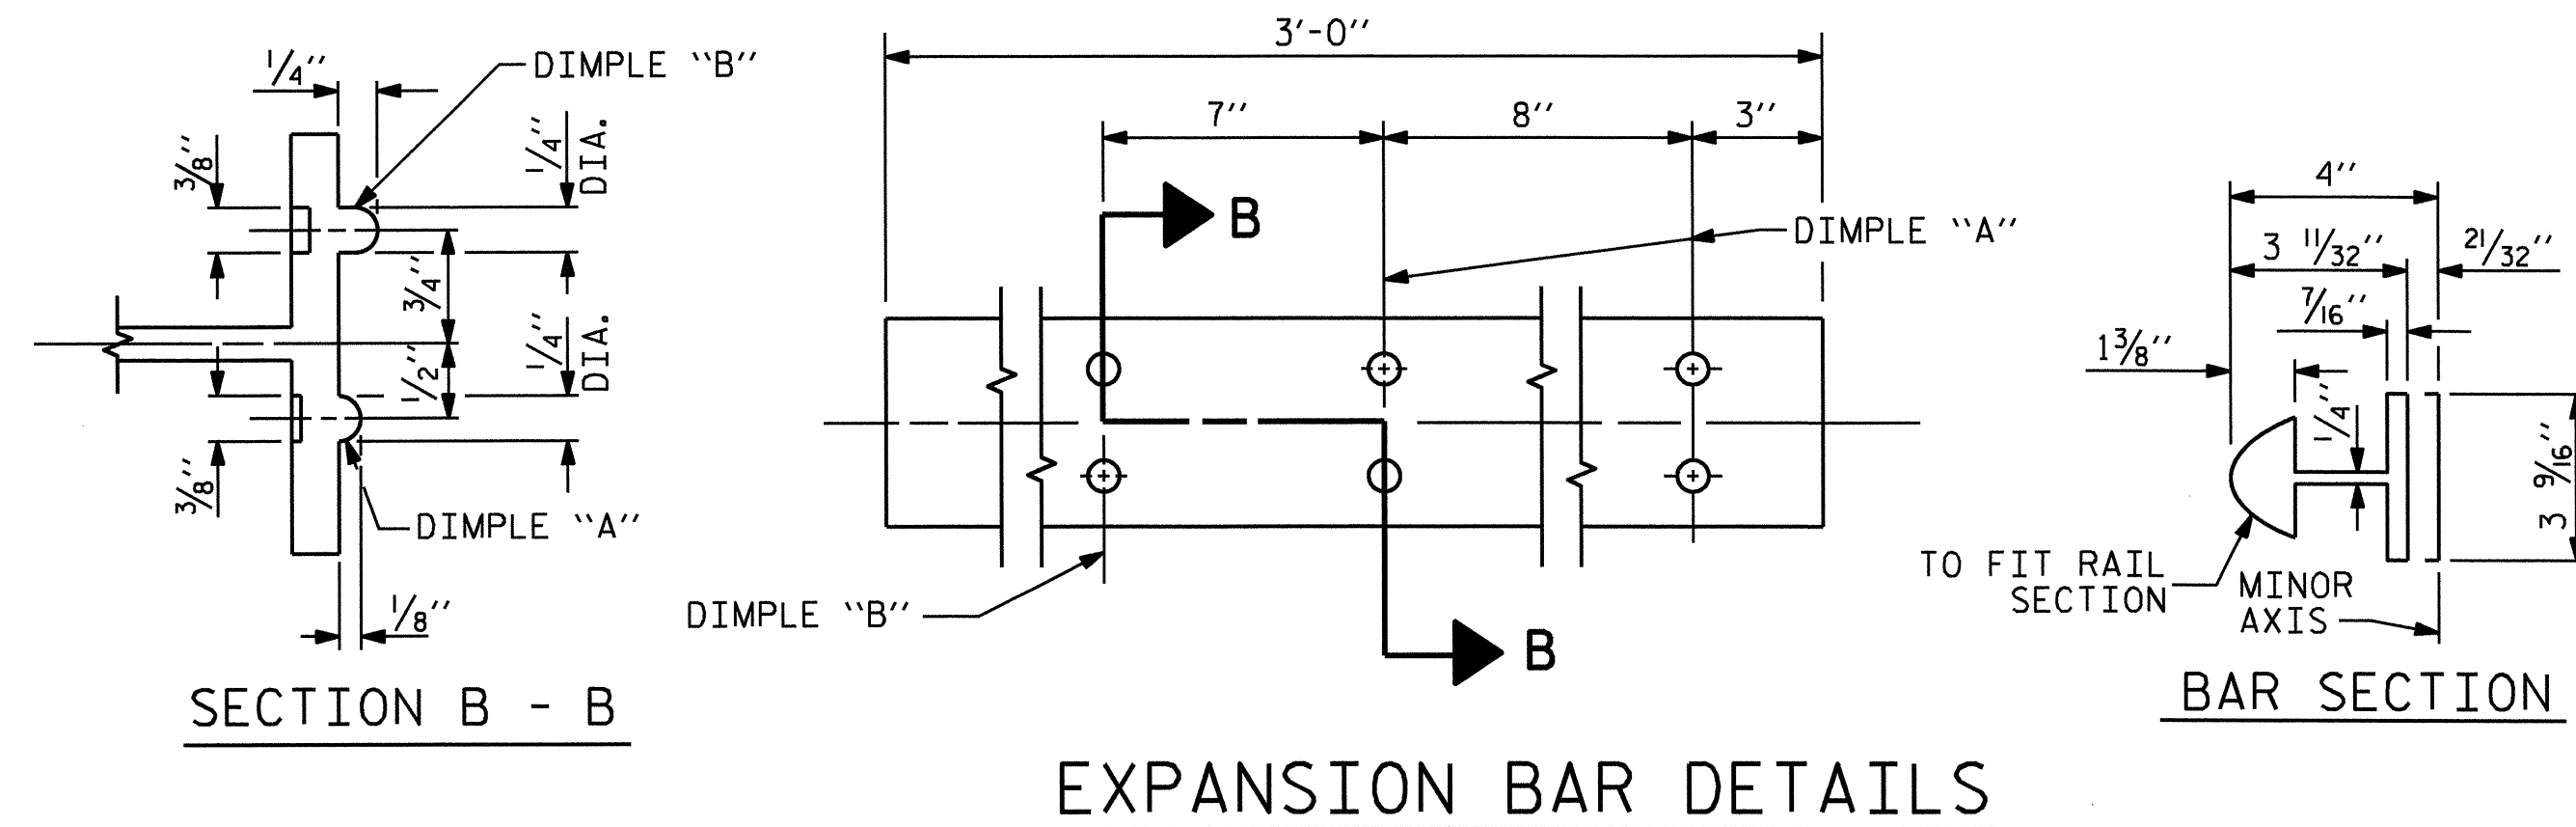 1/4"
DIMPLE "B"
3/8"
1/4" DIA.
3/4"
1/2"
1/4" DIA.
3/8"
DIMPLE "A"
1/8"
SECTION B - B
3'-0"
7"
8"
3"
B
DIMPLE "A"
DIMPLE "B"
B
4"
3 11/32"
21/32"
7/16"
1 3/8"
1/4"
3 9/16"
TO FIT RAIL
SECTION
MINOR
AXIS
BAR SECTION
EXPANSION BAR DETAILS